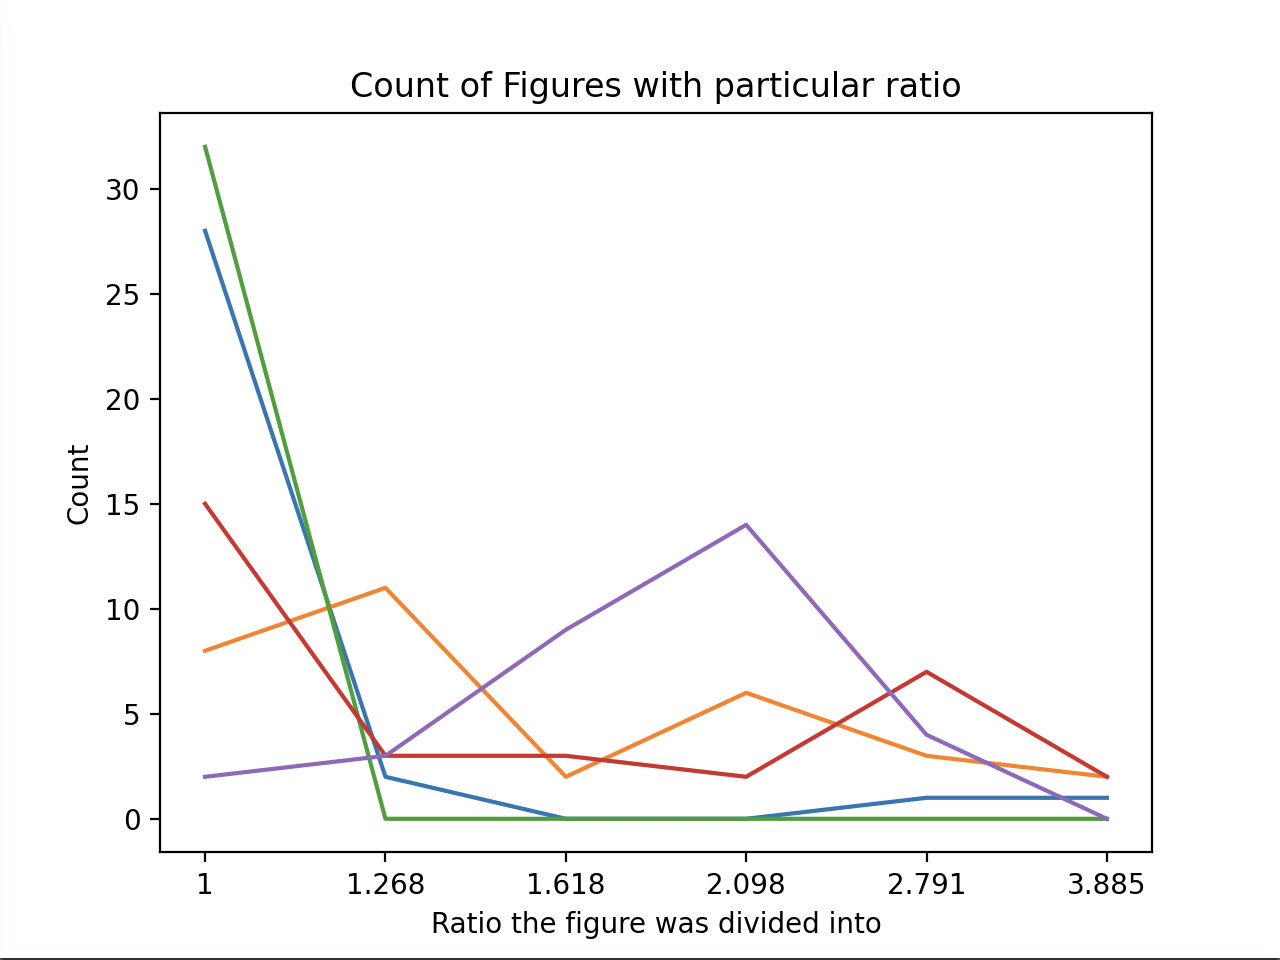 Count of Figures with particular ratio
30
25
20
15
10
5
0
Count
1 1.268 1.618 2.098 2.791 3.885
Ratio the figure was divided into